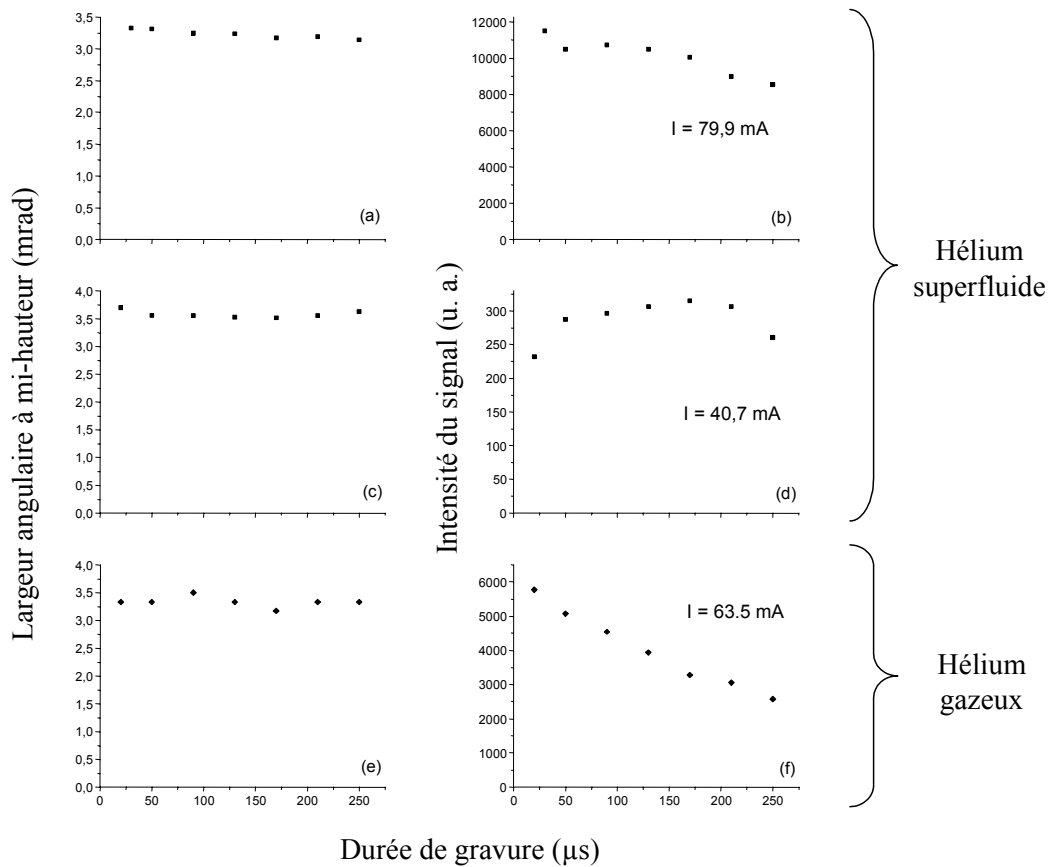 Largeur angulaire à mi-hauteur (mrad)
3,5
3,0
2,5
2,0
1,5
1,0
0,5
0,0
(a)
Intensité du signal (u. a.)
12000
10000
8000
6000
4000
2000
0
I = 79,9 mA
(b)
Hélium
superfluide
4,0
3,5
3,0
2,5
2,0
1,5
1,0
0,5
0,0
(c)
300
250
200
150
100
50
0
I = 40,7 mA
(d)
4,0
3,5
3,0
2,5
2,0
1,5
1,0
0,5
0,0
0 50 100 150 200 250
(e)
6000
5000
4000
3000
2000
1000
0
0 50 100 150 200 250
I = 63.5 mA
(f)
Hélium
gazeux
Durée de gravure (µs)